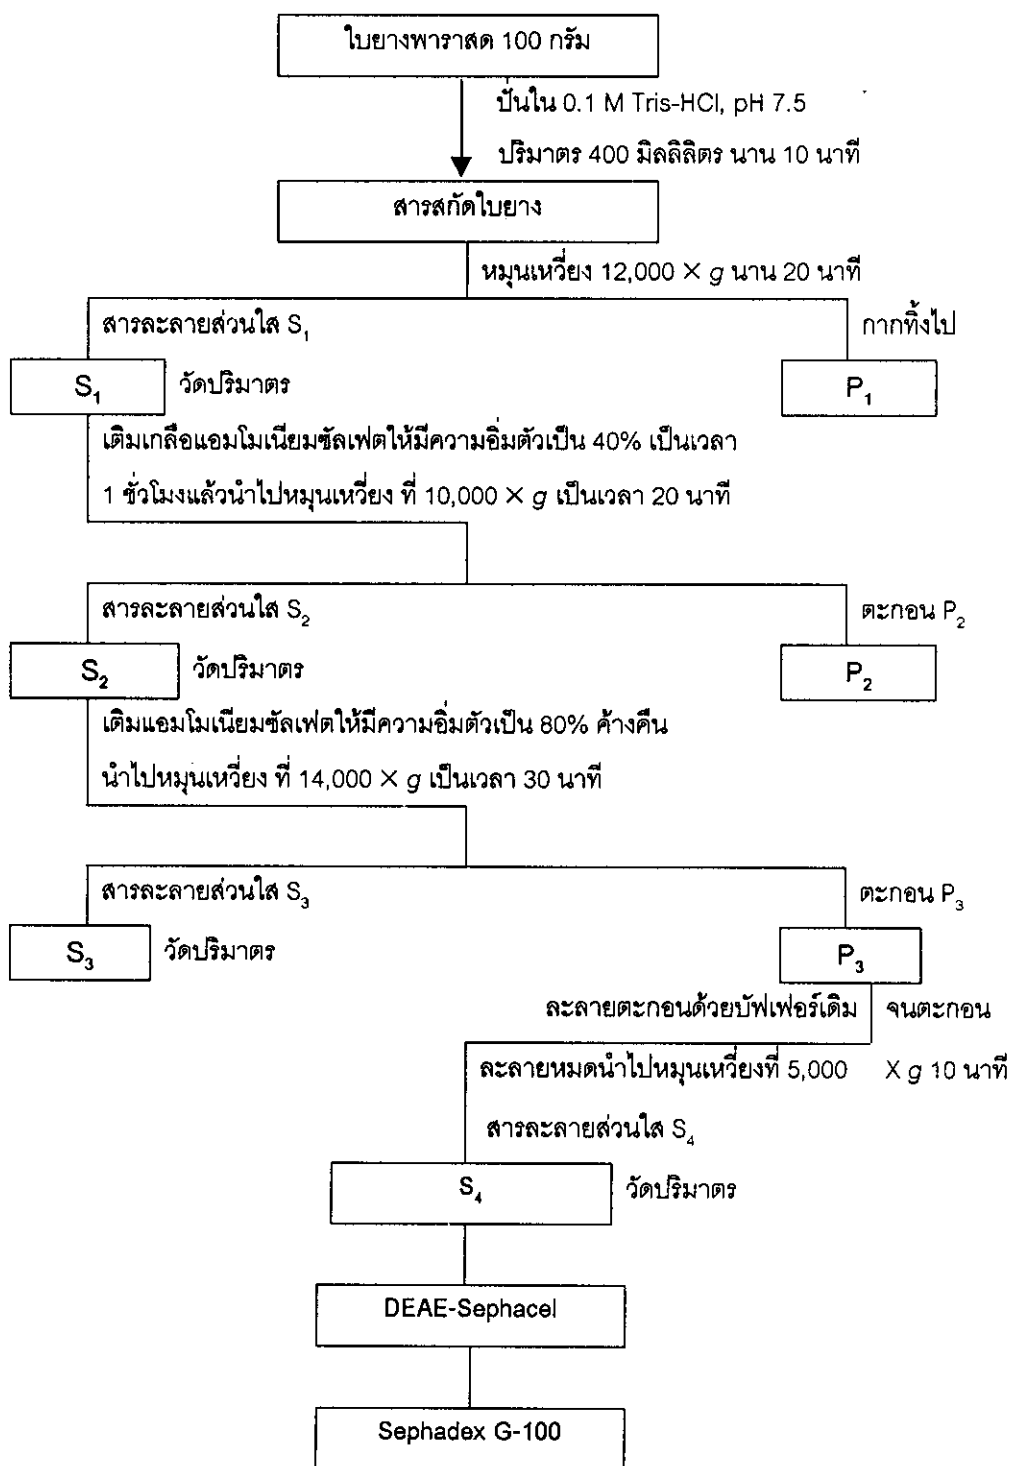 ใบยางพาราสด 100 กรัม
ปั่นใน 0.1 M Tris-HCl, pH 7.5
ปริมาตร 400 มิลลิลิตร นาน 10 นาที
สารสกัดใบยาง
หมุนเหวี่ยง 12,000 × g นาน 20 นาที
สารละลายส่วนใส S₁
กากทิ้งไป
S₁ วัดปริมาตร
P₁
เติมเกลือแอมโมเนียมซัลเฟตให้มีความอิ่มตัวเป็น 40% เป็นเวลา
1 ชั่วโมงแล้วนำไปหมุนเหวี่ยง ที่ 10,000 × g เป็นเวลา 20 นาที
สารละลายส่วนใส S₂
ตะกอน P₂
S₂ วัดปริมาตร
P₂
เติมแอมโมเนียมซัลเฟตให้มีความอิ่มตัวเป็น 80% ค้างคืน
นำไปหมุนเหวี่ยง ที่ 14,000 × g เป็นเวลา 30 นาที
สารละลายส่วนใส S₃
ตะกอน P₃
S₃ วัดปริมาตร
P₃
ละลายตะกอนด้วยบัฟเฟอร์เดิม จนตะกอน
ละลายหมดนำไปหมุนเหวี่ยงที่ 5,000 X g 10 นาที
สารละลายส่วนใส S₄
S₄ วัดปริมาตร
DEAE-Sephacel
Sephadex G-100